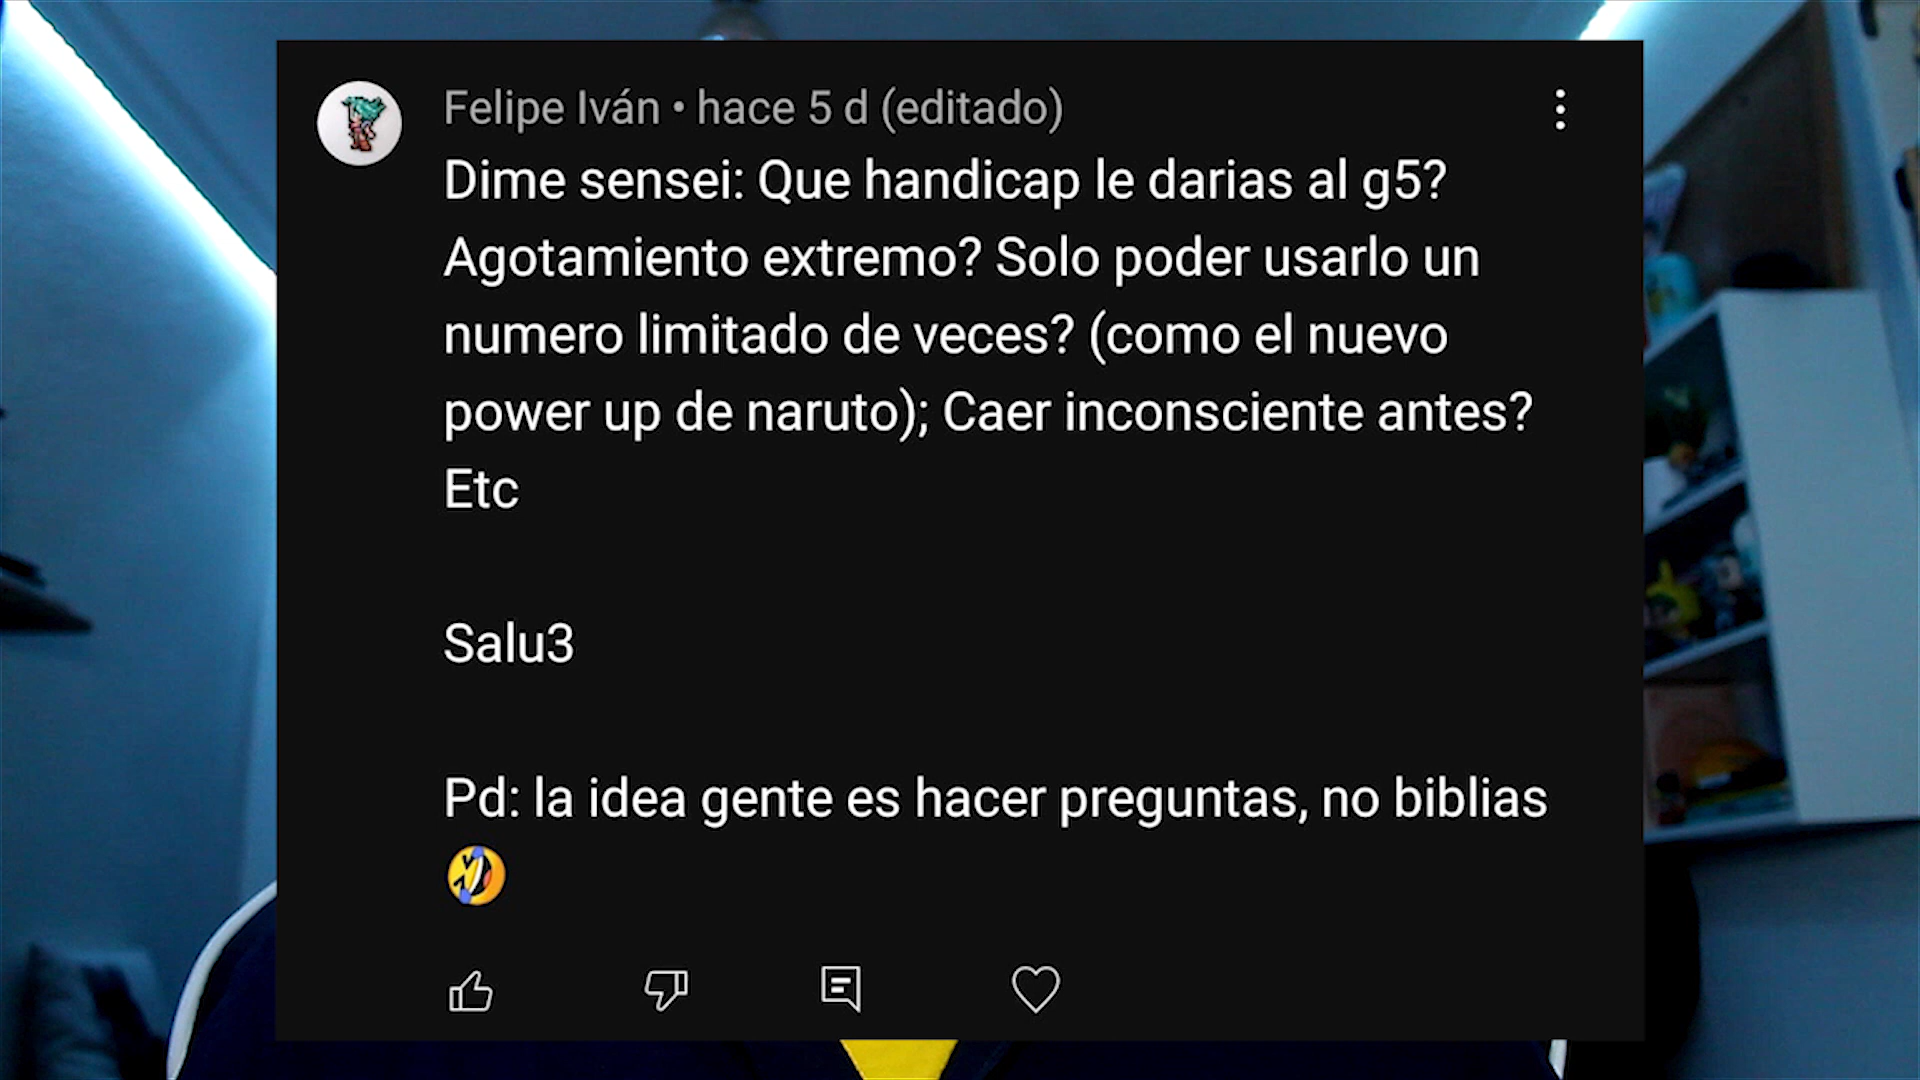 Felipe Iván • hace 5 d (editado)
Dime sensei: Que handicap le darias al g5?
Agotamiento extremo? Solo poder usarlo un
numero limitado de veces? (como el nuevo
power up de naruto); Caer inconsciente antes?
Etc
Salu3
Pd: la idea gente es hacer preguntas, no biblias
🤣